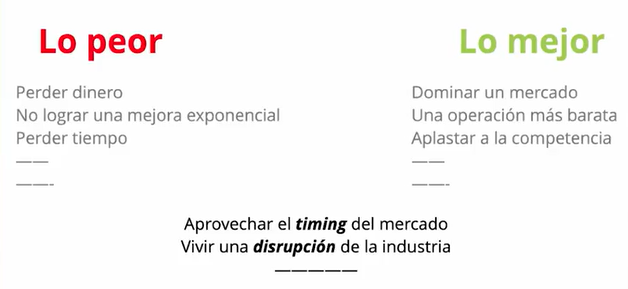 Lo peor
Perder dinero
No lograr una mejora exponencial
Perder tiempo
——
——-
Lo mejor
Dominar un mercado
Una operación más barata
Aplastar a la competencia
——
——-
Aprovechar el timing del mercado
Vivir una disrupción de la industria
—————